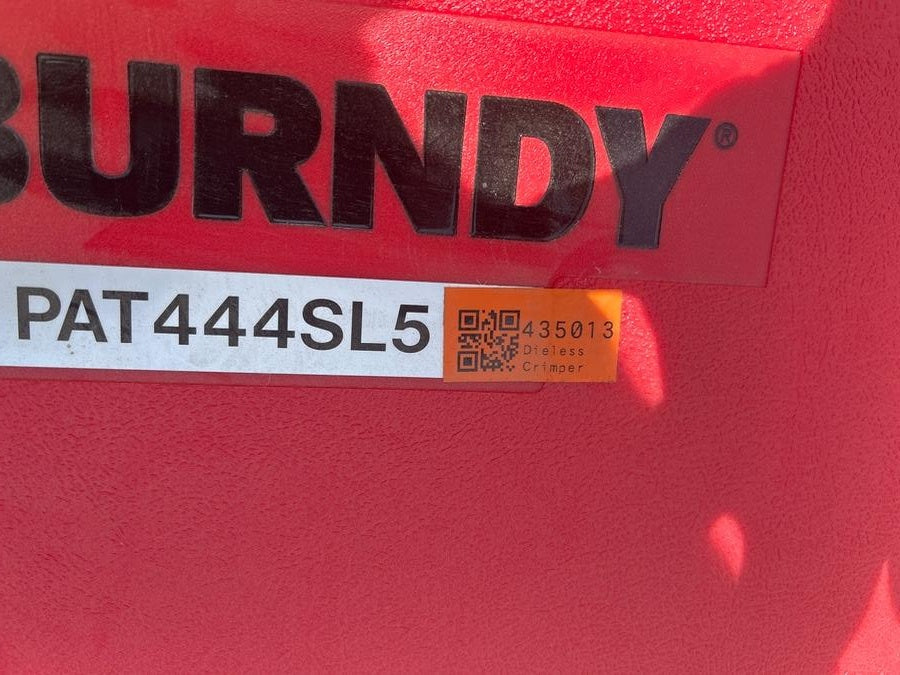 BURNDY®
PAT444SL5
435013
Dieless
Crimper